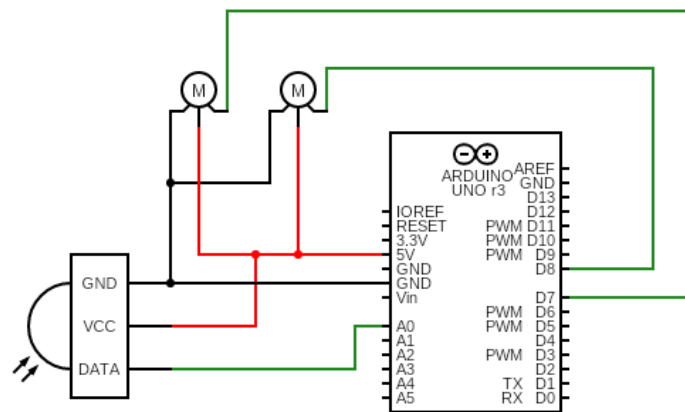 M
M
ARDUINO
UNO r3
AREF
GND
D13
IOREF
D12
RESET
PWM D11
3.3V
PWM D10
5V
PWM D9
GND
D8
GND
GND
Vin
D7
PWM D6
VCC
A0
PWM D5
A1
D4
A2
PWM D3
DATA
A3
D2
A4
TX D1
A5
RX D0